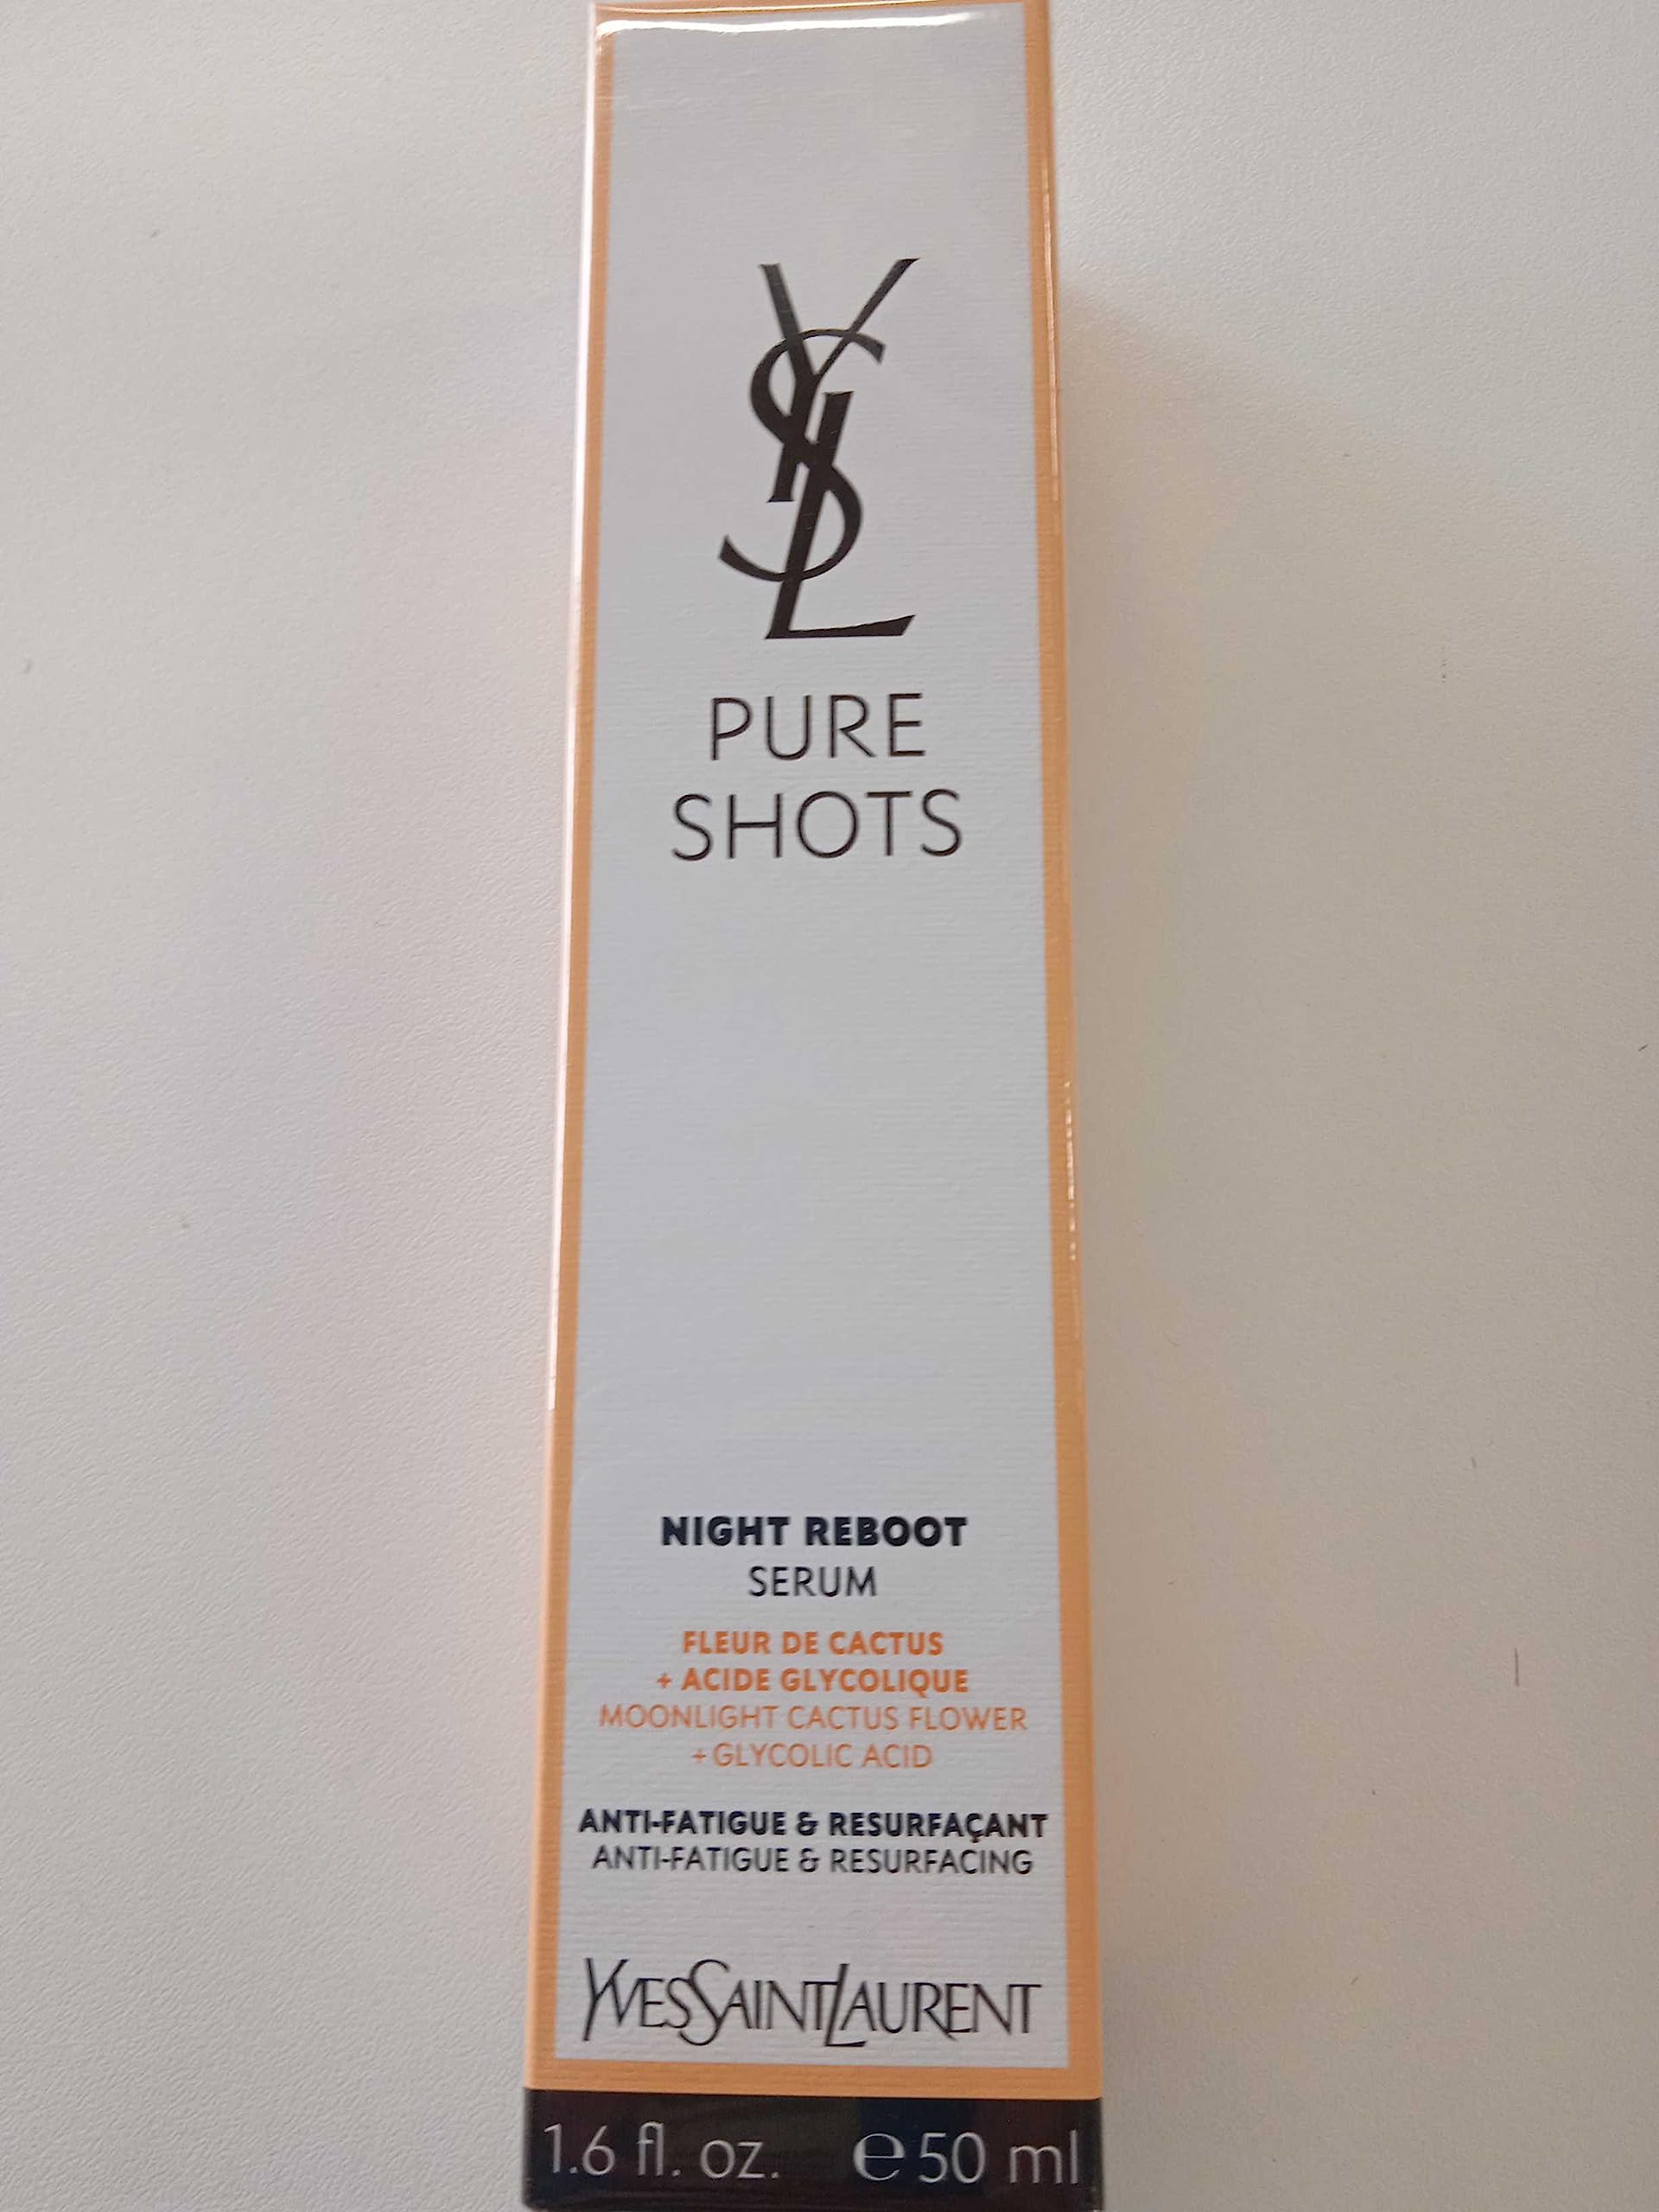 YSL
PURE
SHOTS
NIGHT REBOOT
SERUM
FLEUR DE CACTUS
+ ACIDE GLYCOLIQUE
MOONLIGHT CACTUS FLOWER
+ GLYCOLIC ACID
ANTI-FATIGUE & RESURFAÇANT
ANTI-FATIGUE & RESURFACING
YVESSAINTLAURENT
1.6 fl. oz. ℮ 50 ml